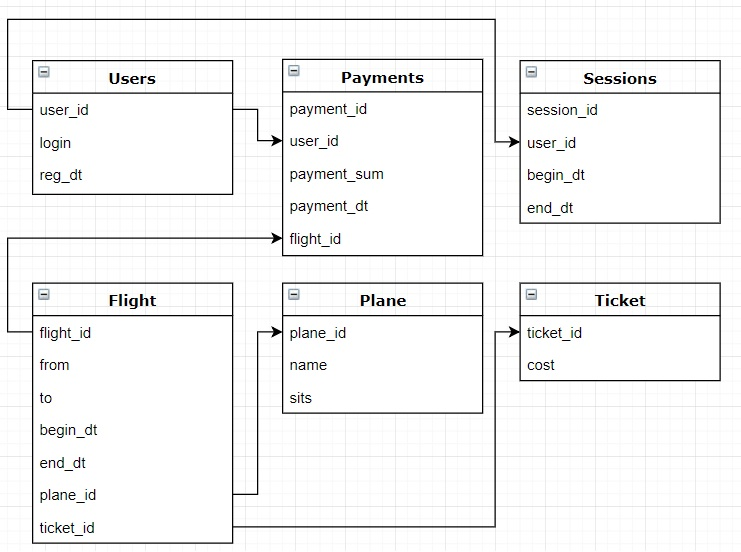 Users
user_id
login
reg_dt
Payments
payment_id
user_id
payment_sum
payment_dt
flight_id
Sessions
session_id
user_id
begin_dt
end_dt
Flight
flight_id
from
to
begin_dt
end_dt
plane_id
ticket_id
Plane
plane_id
name
sits
Ticket
ticket_id
cost